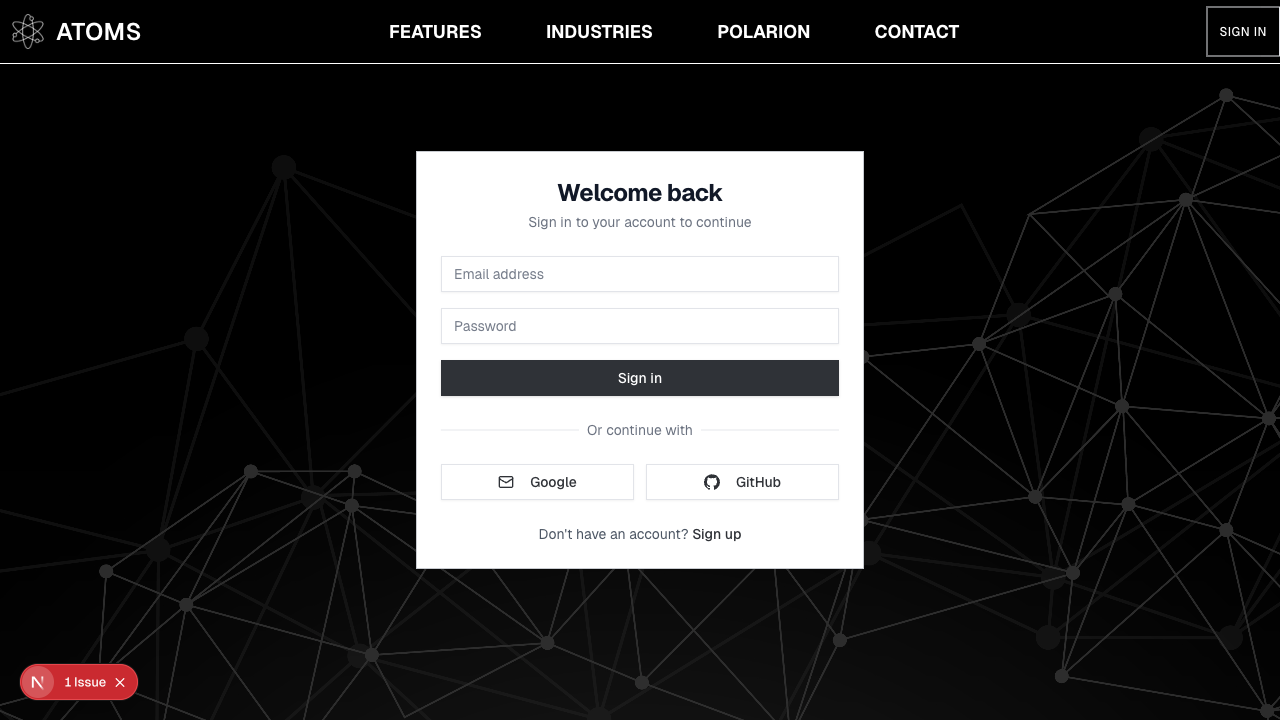 ATOMS
FEATURES
INDUSTRIES
POLARION
CONTACT
SIGN IN
Welcome back
Sign in to your account to continue
Email address
Password
Sign in
Or continue with
Google
GitHub
Don't have an account? Sign up
N
1 Issue